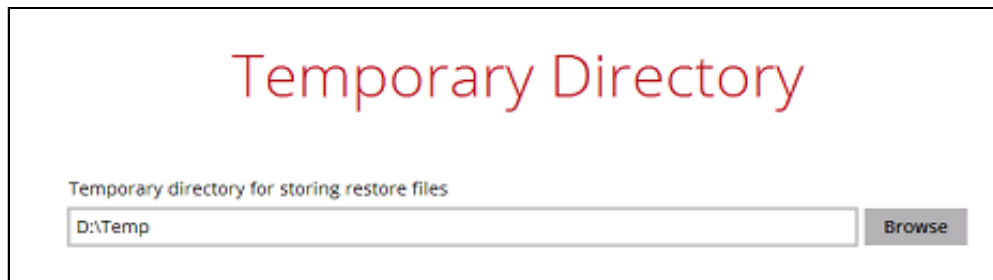 Temporary Directory
Temporary directory for storing restore files
D:\Temp
Browse